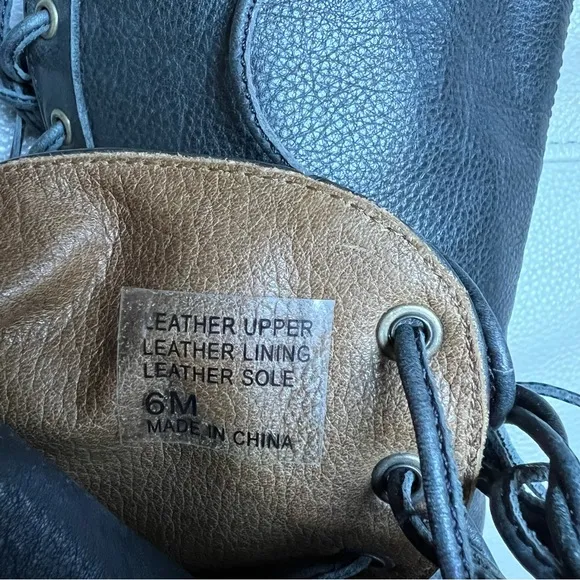 LEATHER UPPER
LEATHER LINING
LEATHER SOLE
6M
MADE IN CHINA